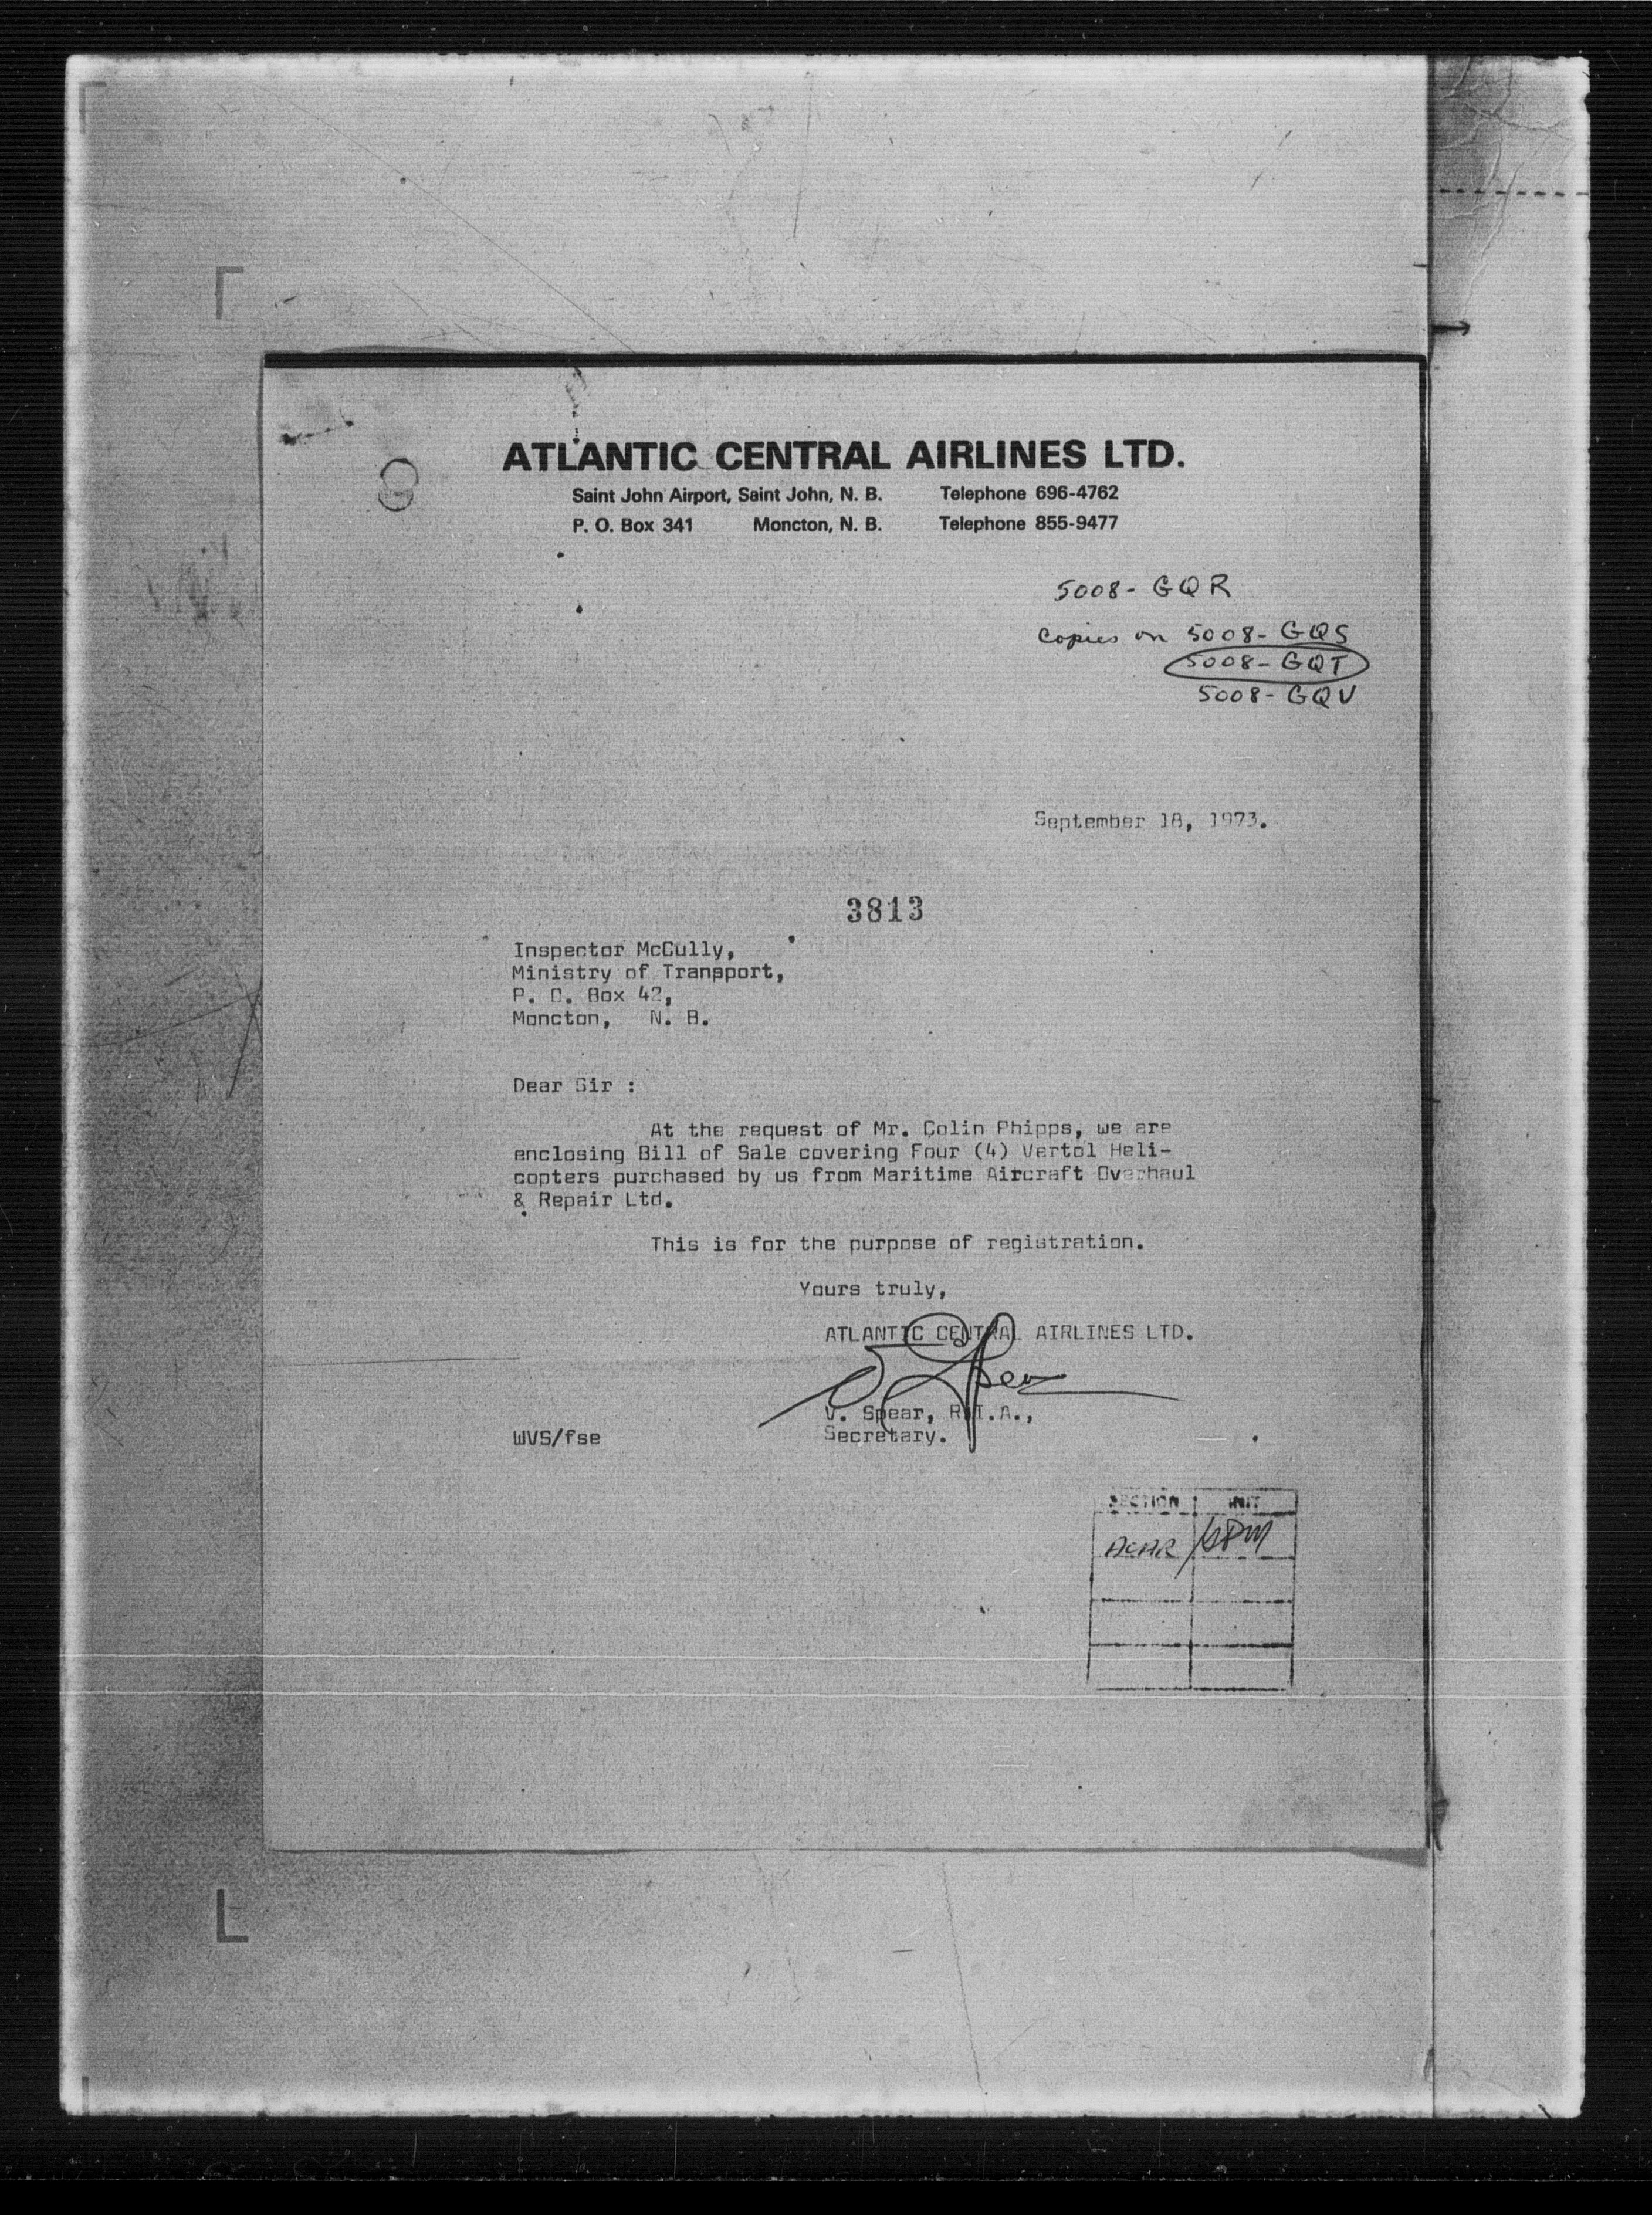 ATLANTIC CENTRAL AIRLINES LTD.
Saint John Airport, Saint John, N. B. Telephone 696-4762
P. O. Box 341 Moncton, N. B. Telephone 855-9477
5008- GQR
Copies on 5008- GQS
5008- GQT
5008- GQV
September 18, 1973.
3813
Inspector McCully,
Ministry of Transport,
P. O. Box 42,
Moncton, N. B.
Dear Sir :
At the request of Mr. Colin Phipps, we are
enclosing Bill of Sale covering Four (4) Vertol Heli-
copters purchased by us from Maritime Aircraft Overhaul
& Repair Ltd.
This is for the purpose of registration.
Yours truly,
ATLANTIC CENTRAL AIRLINES LTD.
V. Spear, R.I.A.,
Secretary.
WVS/fse
SECTION INIT